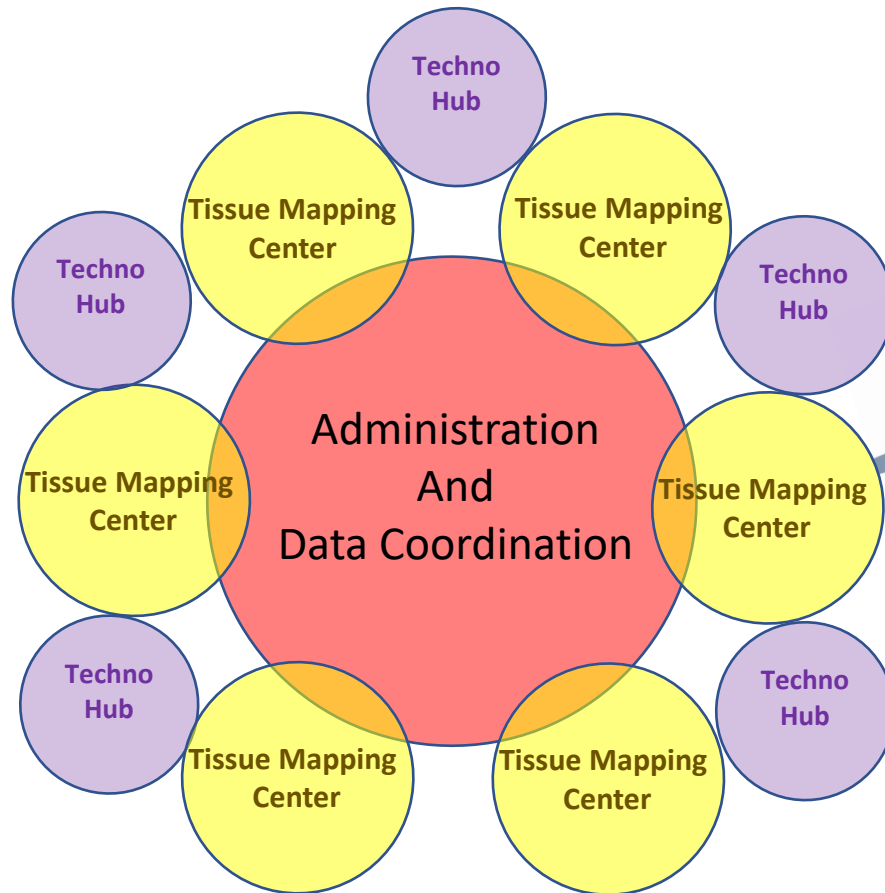 Techno
Hub
Tissue Mapping
Center
Tissue Mapping
Center
Techno
Hub
Techno
Hub
Administration
And
Data Coordination
Tissue Mapping
Center
Tissue Mapping
Center
Techno
Hub
Techno
Hub
Tissue Mapping
Center
Tissue Mapping
Center